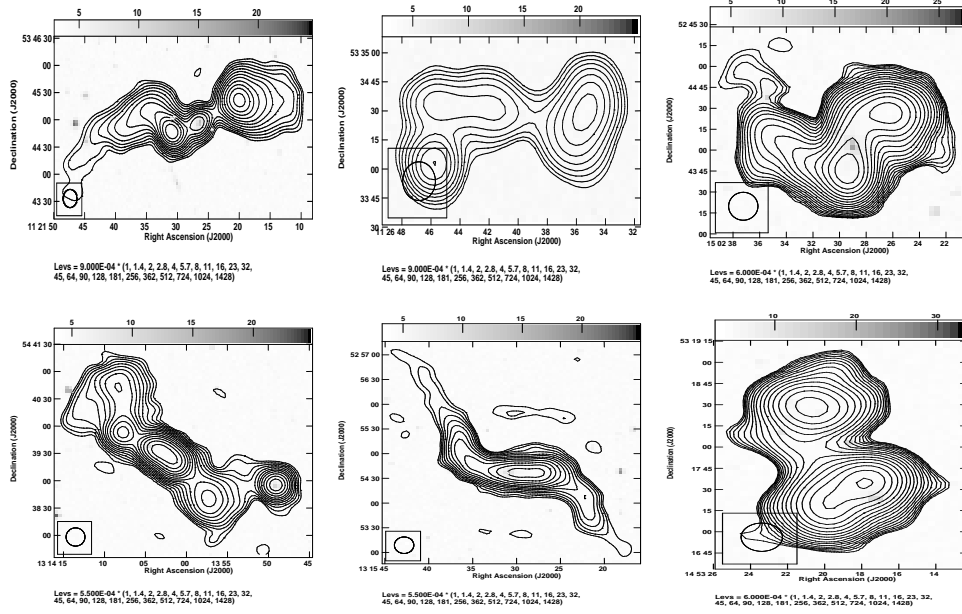 5 10 15 20
53 46 30
00
45 30
00
44 30
00
43 30
Declination (J2000)
11 21 50 45 40 35 30 25 20 15 10
Right Ascension (J2000)
Levs = 9.000E-04 * (1, 1.4, 2, 2.8, 4, 5.7, 8, 11, 16, 23, 32,
45, 64, 90, 128, 181, 256, 362, 512, 724, 1024, 1428)
5 10 15 20
53 35 00
34 45
30
15
00
33 45
30
Declination (J2000)
11 26 48 46 44 42 40 38 36 34
Right Ascension (J2000)
Levs = 9.000E-04 * (1, 1.4, 2, 2.8, 4, 5.7, 8, 11, 16, 23, 32,
45, 64, 90, 128, 181, 256, 362, 512, 724, 1024, 1428)
5 10 15 20 25
52 45 30
15
00
44 45
30
15
00
43 45
30
15
00
Declination (J2000)
15 02 38 36 34 32 30 28 26 24 22
Right Ascension (J2000)
Levs = 6.000E-04 * (1, 1.4, 2, 2.8, 4, 5.7, 8, 11, 16, 23, 32,
45, 64, 90, 128, 181, 256, 362, 512, 724, 1024, 1428)
5 10 15 20
54 41 30
00
40 30
00
39 30
00
38 30
00
Declination (J2000)
13 14 15 10 05 00 13 55 50 45
Right Ascension (J2000)
Levs = 5.500E-04 * (1, 1.4, 2, 2.8, 4, 5.7, 8, 11, 16, 23, 32,
45, 64, 90, 128, 181, 256, 362, 512, 724, 1024, 1428)
5 10 15 20
52 57 00
56 30
00
55 30
00
54 30
00
53 30
00
Declination (J2000)
13 15 45 40 35 30 25 20
Right Ascension (J2000)
Levs = 5.500E-04 * (1, 1.4, 2, 2.8, 4, 5.7, 8, 11, 16, 23, 32,
45, 64, 90, 128, 181, 256, 362, 512, 724, 1024, 1428)
10 20 30
53 19 15
00
18 45
30
15
00
17 45
30
15
00
16 45
Declination (J2000)
14 53 26 24 22 20 18 16 14
Right Ascension (J2000)
Levs = 6.000E-04 * (1, 1.4, 2, 2.8, 4, 5.7, 8, 11, 16, 23, 32,
45, 64, 90, 128, 181, 256, 362, 512, 724, 1024, 1428)